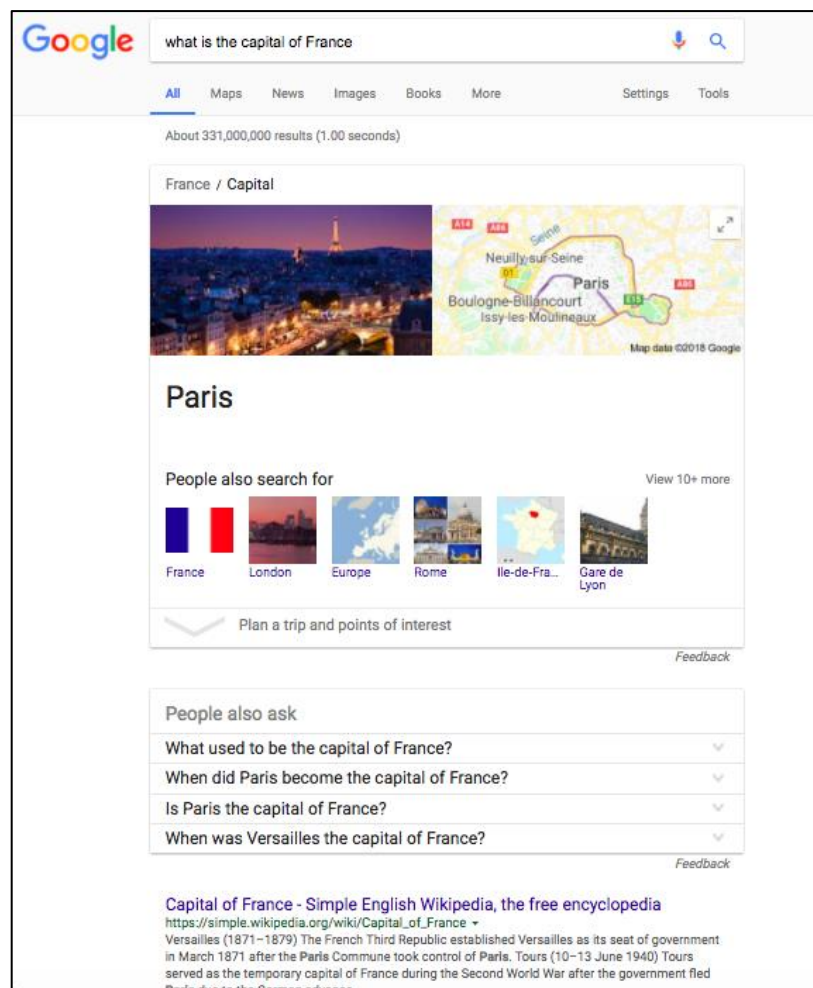 Google
what is the capital of France
All Maps News Images Books More Settings Tools
About 331,000,000 results (1.00 seconds)
France / Capital
A14 A86
Seine
Neuilly-sur-Seine
D1
Paris
A86
Boulogne-Billancourt
E15
Issy-les-Moulineaux
Map data ©2018 Google
Paris
People also search for View 10+ more
France London Europe Rome Ile-de-Fra... Gare de
Lyon
Plan a trip and points of interest
Feedback
People also ask
What used to be the capital of France?
When did Paris become the capital of France?
Is Paris the capital of France?
When was Versailles the capital of France?
Feedback
Capital of France - Simple English Wikipedia, the free encyclopedia
https://simple.wikipedia.org/wiki/Capital_of_France
Versailles (1871–1879) The French Third Republic established Versailles as its seat of government
in March 1871 after the Paris Commune took control of Paris. Tours (10–13 June 1940) Tours
served as the temporary capital of France during the Second World War after the government fled